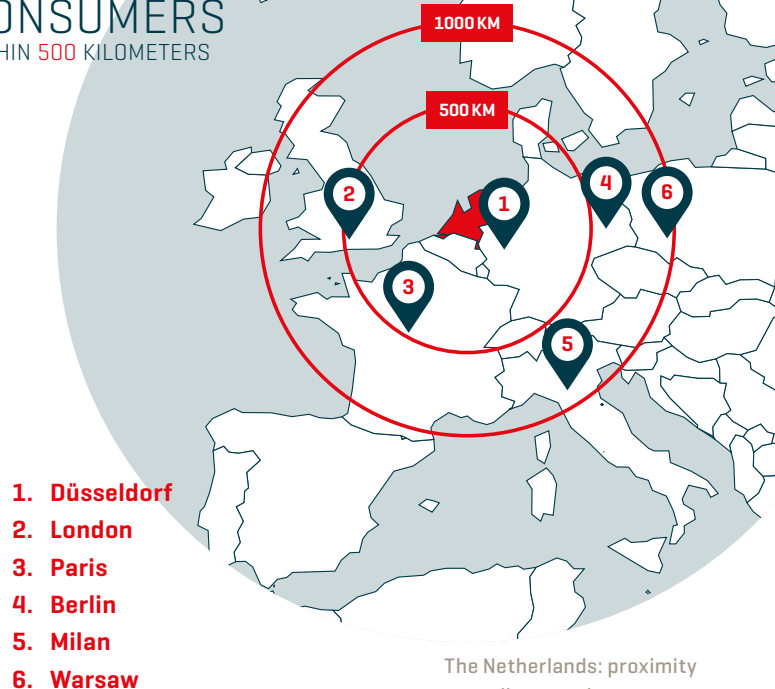 ONSUMERS
HIN 500 KILOMETERS
1000 KM
500 KM
1
2
3
4
5
6
1. Düsseldorf
2. London
3. Paris
4. Berlin
5. Milan
6. Warsaw
The Netherlands: proximity